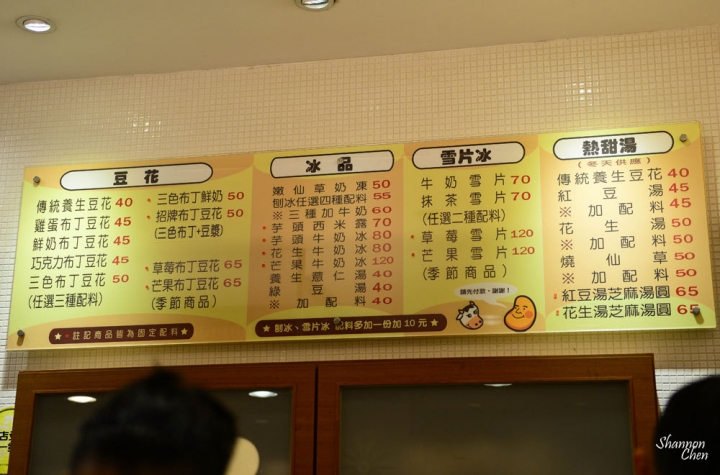 豆花
傳統養生豆花 40
雞蛋布丁豆花 45
鮮奶布丁豆花 45
巧克力布丁豆花 45
三色布丁豆花 50
(任選三種配料)
三色布丁鮮奶 50
招牌布丁豆花 50
(三色布丁+豆漿)
草莓布丁豆花 65
芒果布丁豆花 65
(季節商品)
★★註記商品皆為固定配料★
冰品
嫩仙草奶凍 50
刨冰任選四種配料 55
※三種加牛奶 60
芋頭西米露 70
芋頭牛奶冰 80
花生牛奶冰 80
芒果牛奶冰 120
養生薏仁湯 40
綠豆湯 40
※加配料 40
★刨冰、雪片冰 配料多加一份加10元★
雪片冰
牛奶雪片 70
抹茶雪片 70
(任選二種配料)
草莓雪片 120
芒果雪片 120
(季節商品)
請先付款，謝謝！
熱甜湯
(冬天供應)
傳統養生豆花 40
紅豆湯 45
※加配料 45
花生湯 50
※加配料 50
燒仙草 50
※加配料 50
紅豆湯芝麻湯圓 65
花生湯芝麻湯圓 65
Shannon
Chen